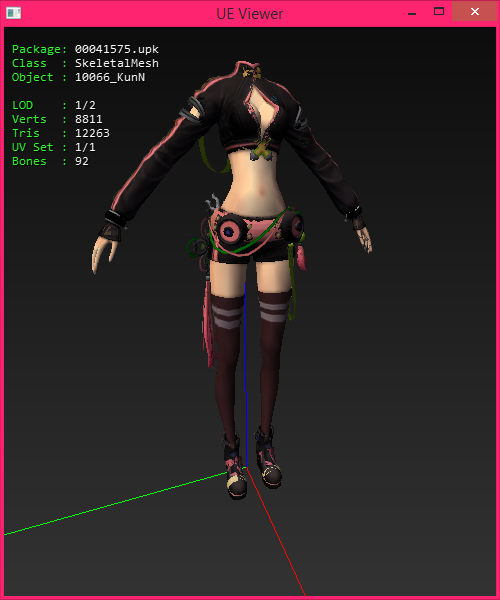 UE Viewer
Package: 00041575.upk
Class : SkeletalMesh
Object : 10066_KunN
LOD : 1/2
Verts : 8811
Tris : 12263
UV Set : 1/1
Bones : 92